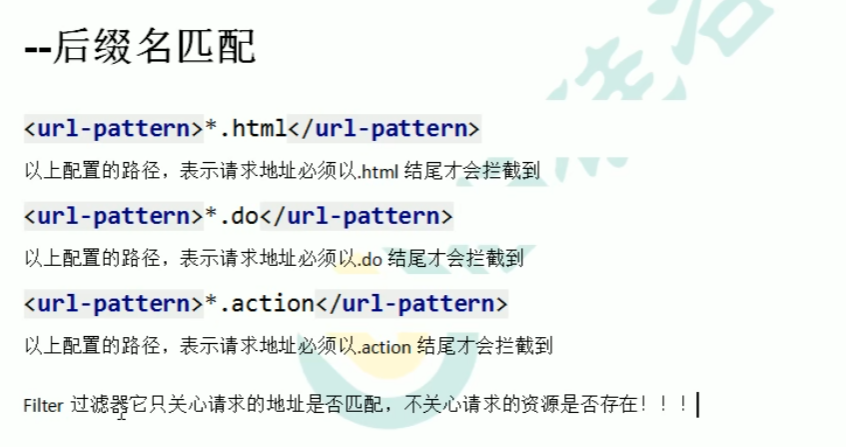 --后缀名匹配
<url-pattern>*.html</url-pattern>
以上配置的路径，表示请求地址必须以.html 结尾才会拦截到
<url-pattern>*.do</url-pattern>
以上配置的路径，表示请求地址必须以.do 结尾才会拦截到
<url-pattern>*.action</url-pattern>
以上配置的路径，表示请求地址必须以.action 结尾才会拦截到
Filter 过滤器它只关心请求的地址是否匹配，不关心请求的资源是否存在！！！